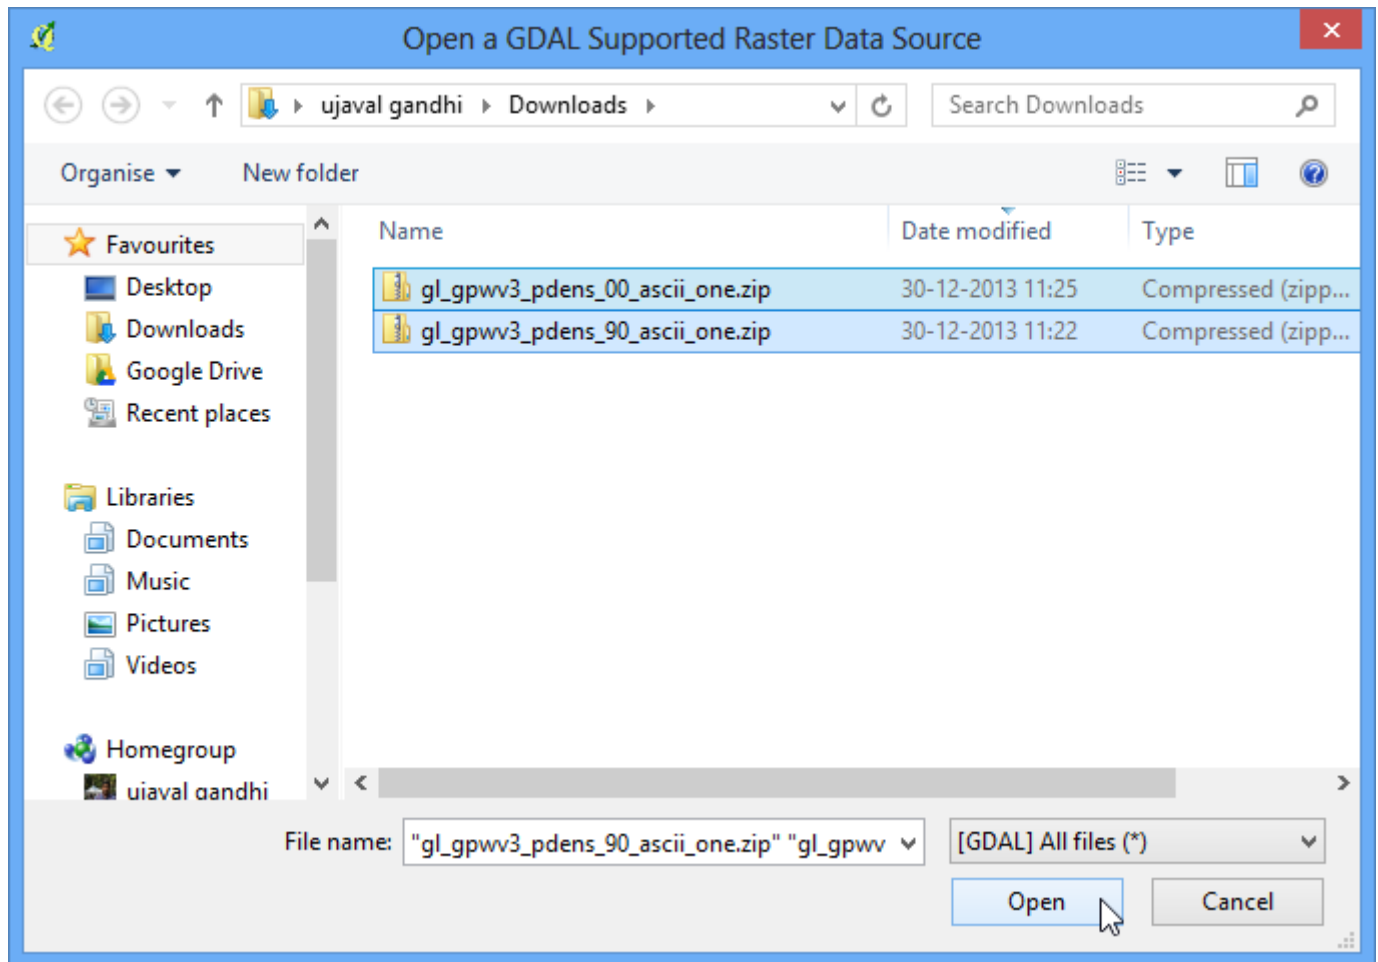 Open a GDAL Supported Raster Data Source
ujaval gandhi Downloads
Search Downloads
Organise
New folder
Favourites
Desktop
Downloads
Google Drive
Recent places
Libraries
Documents
Music
Pictures
Videos
Homegroup
ujaval gandhi
Name Date modified Type
gl_gpwv3_pdens_00_ascii_one.zip 30-12-2013 11:25 Compressed (zipp...
gl_gpwv3_pdens_90_ascii_one.zip 30-12-2013 11:22 Compressed (zipp...
File name: "gl_gpwv3_pdens_90_ascii_one.zip" "gl_gpwv
[GDAL] All files (*)
Open
Cancel